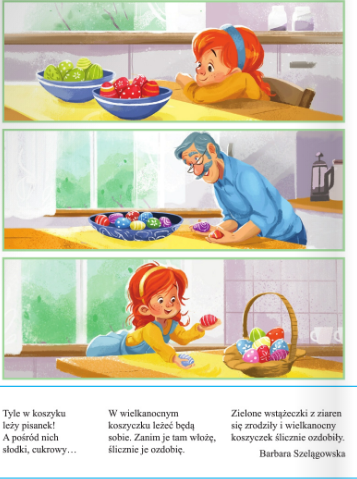 Tyle w koszyku
leży pisanek!
A pośród nich
słodki, cukrowy…
W wielkanocnym
koszyczku leżeć będą
sobie. Zanim je tam włożę,
ślicznie je ozdobię.
Zielone wstążeczki z ziaren
się zrodziły i wielkanocny
koszyczek ślicznie ozdobiły.
Barbara Szelągowska